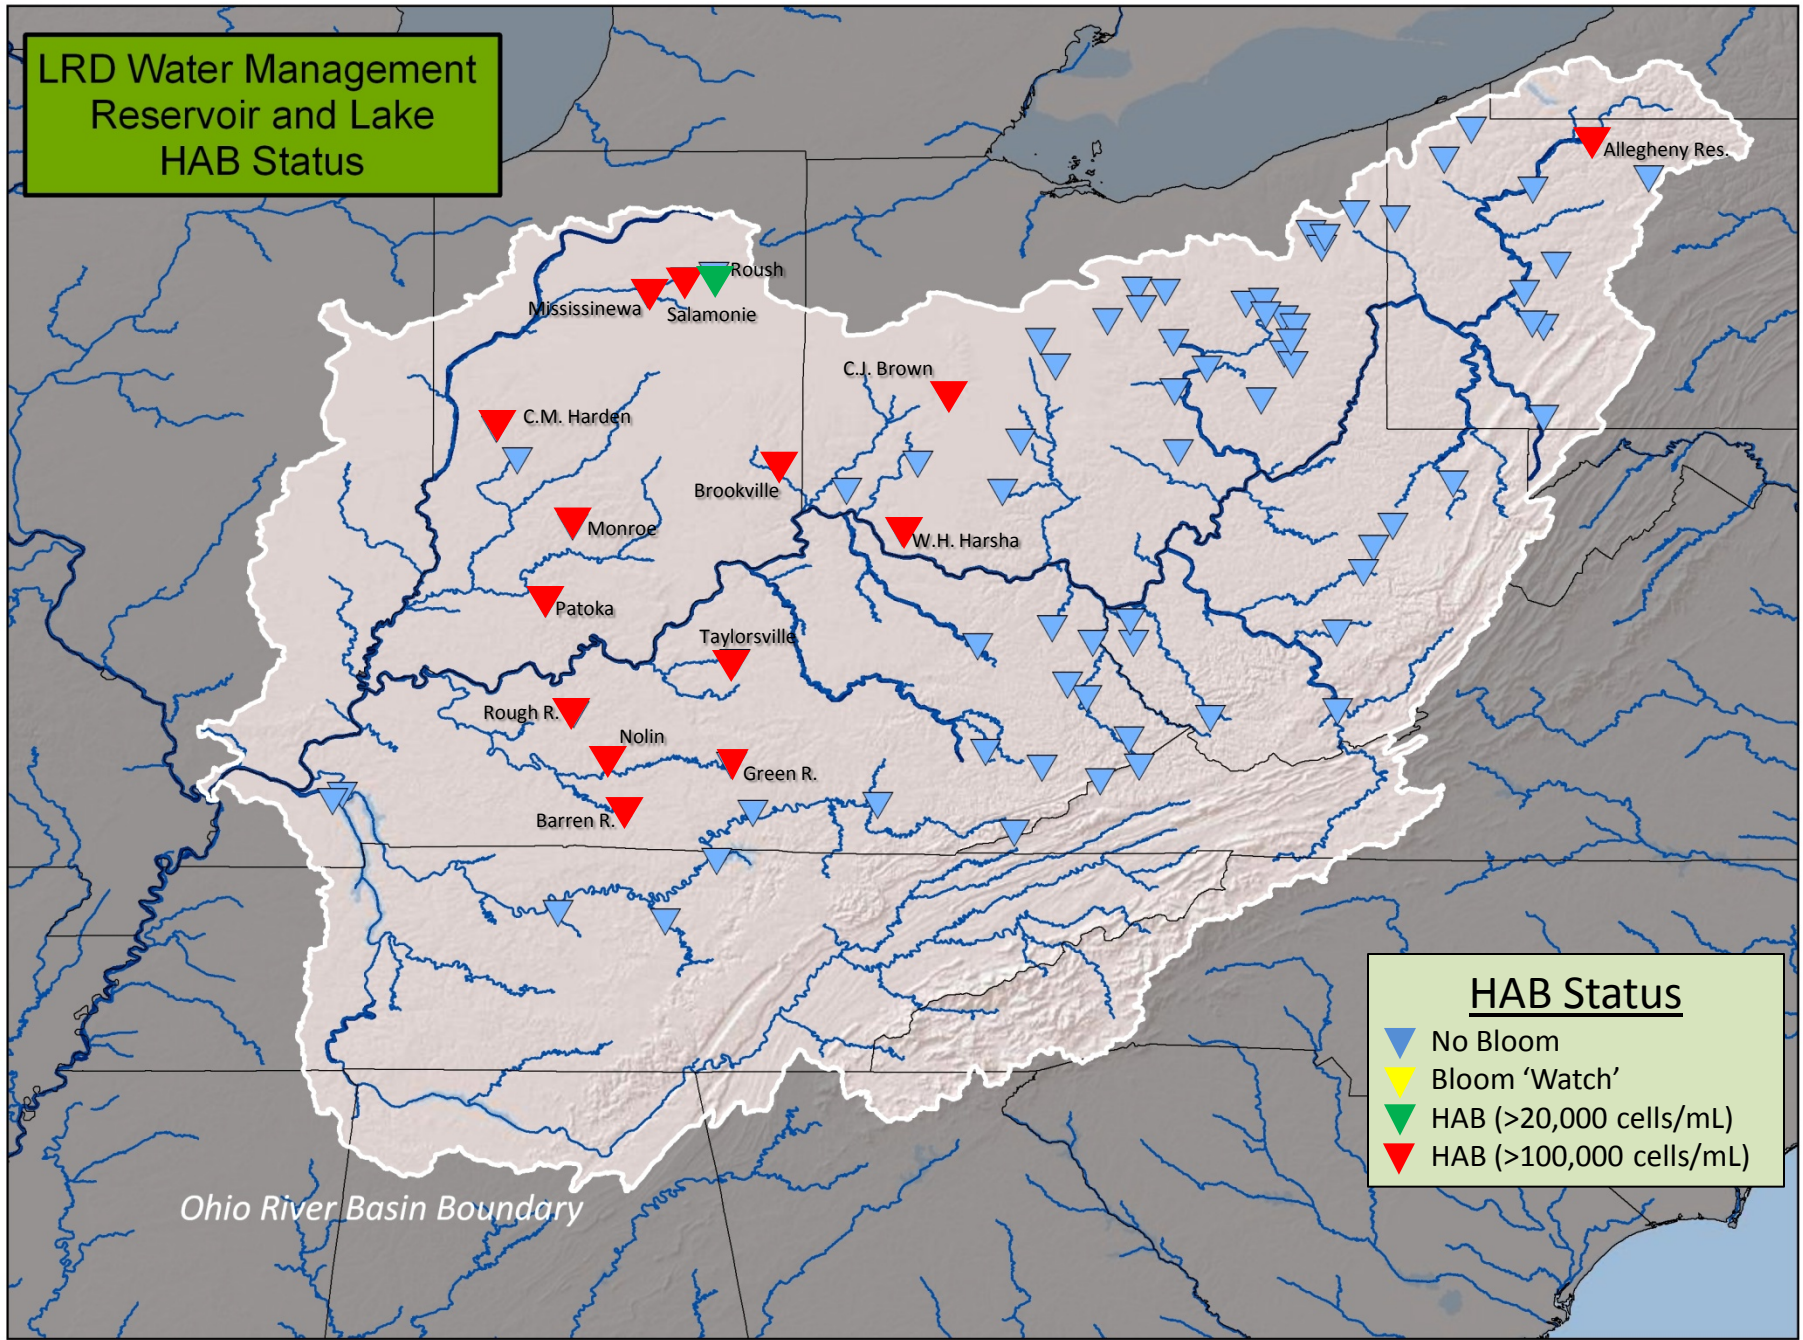 LRD Water Management
Reservoir and Lake
HAB Status
Allegheny Res.
Roush
Mississinewa
Salamonie
C.J. Brown
C.M. Harden
Brookville
Monroe
W.H. Harsha
Patoka
Taylorsville
Rough R.
Nolin
Green R.
Barren R.
HAB Status
No Bloom
Bloom ‘Watch’
HAB (>20,000 cells/mL)
HAB (>100,000 cells/mL)
Ohio River Basin Boundary